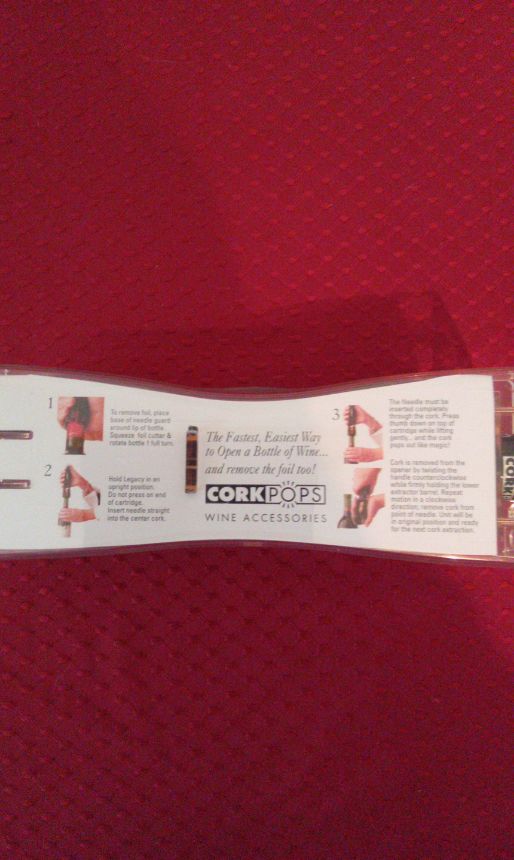 1
To remove foil, place
base of needle guard
around lip of bottle.
Squeeze foil cutter &
rotate bottle 1 full turn.
2
Hold Legacy in an
upright position.
Do not press on end
of cartridge.
Insert needle straight
into the center cork.
The Fastest, Easiest Way
to Open a Bottle of Wine...
and remove the foil too!
CORKPOPS
WINE ACCESSORIES
3
The Needle must be
inserted completely
through the cork. Press
thumb down on top of
cartridge while lifting
gently... and the cork
pops out like magic!
Cork is removed from the
opener by twisting the
handle counterclockwise
while firmly holding the lower
extractor barrel. Repeat
motion in a clockwise
direction, remove cork from
point of needle. Unit will be
in original position and ready
for the next cork extraction.
CORK